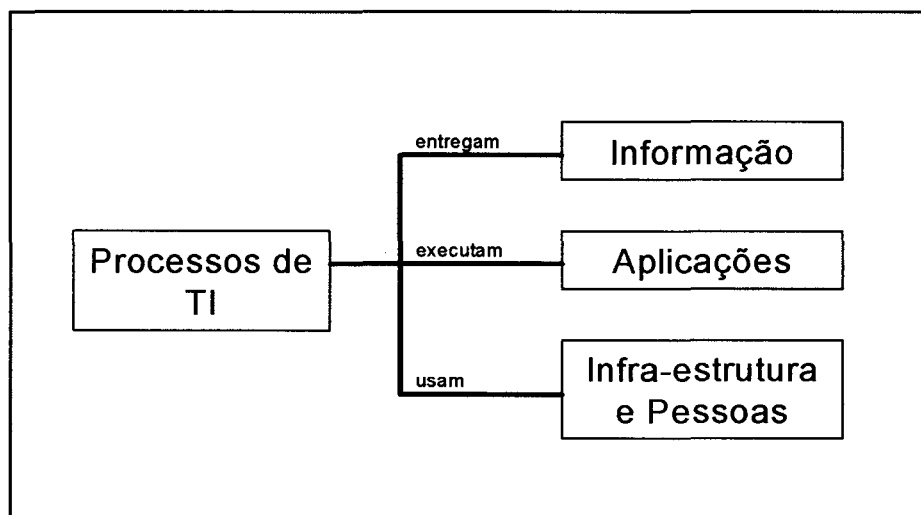 entregam
Informação
Processos de
TI
executam
Aplicações
usam
Infra-estrutura
e Pessoas